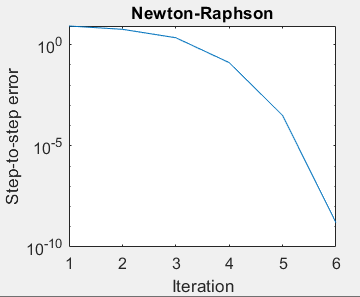 Newton-Raphson
Step-to-step error
10^0
10^-5
10^-10
1 2 3 4 5 6
Iteration